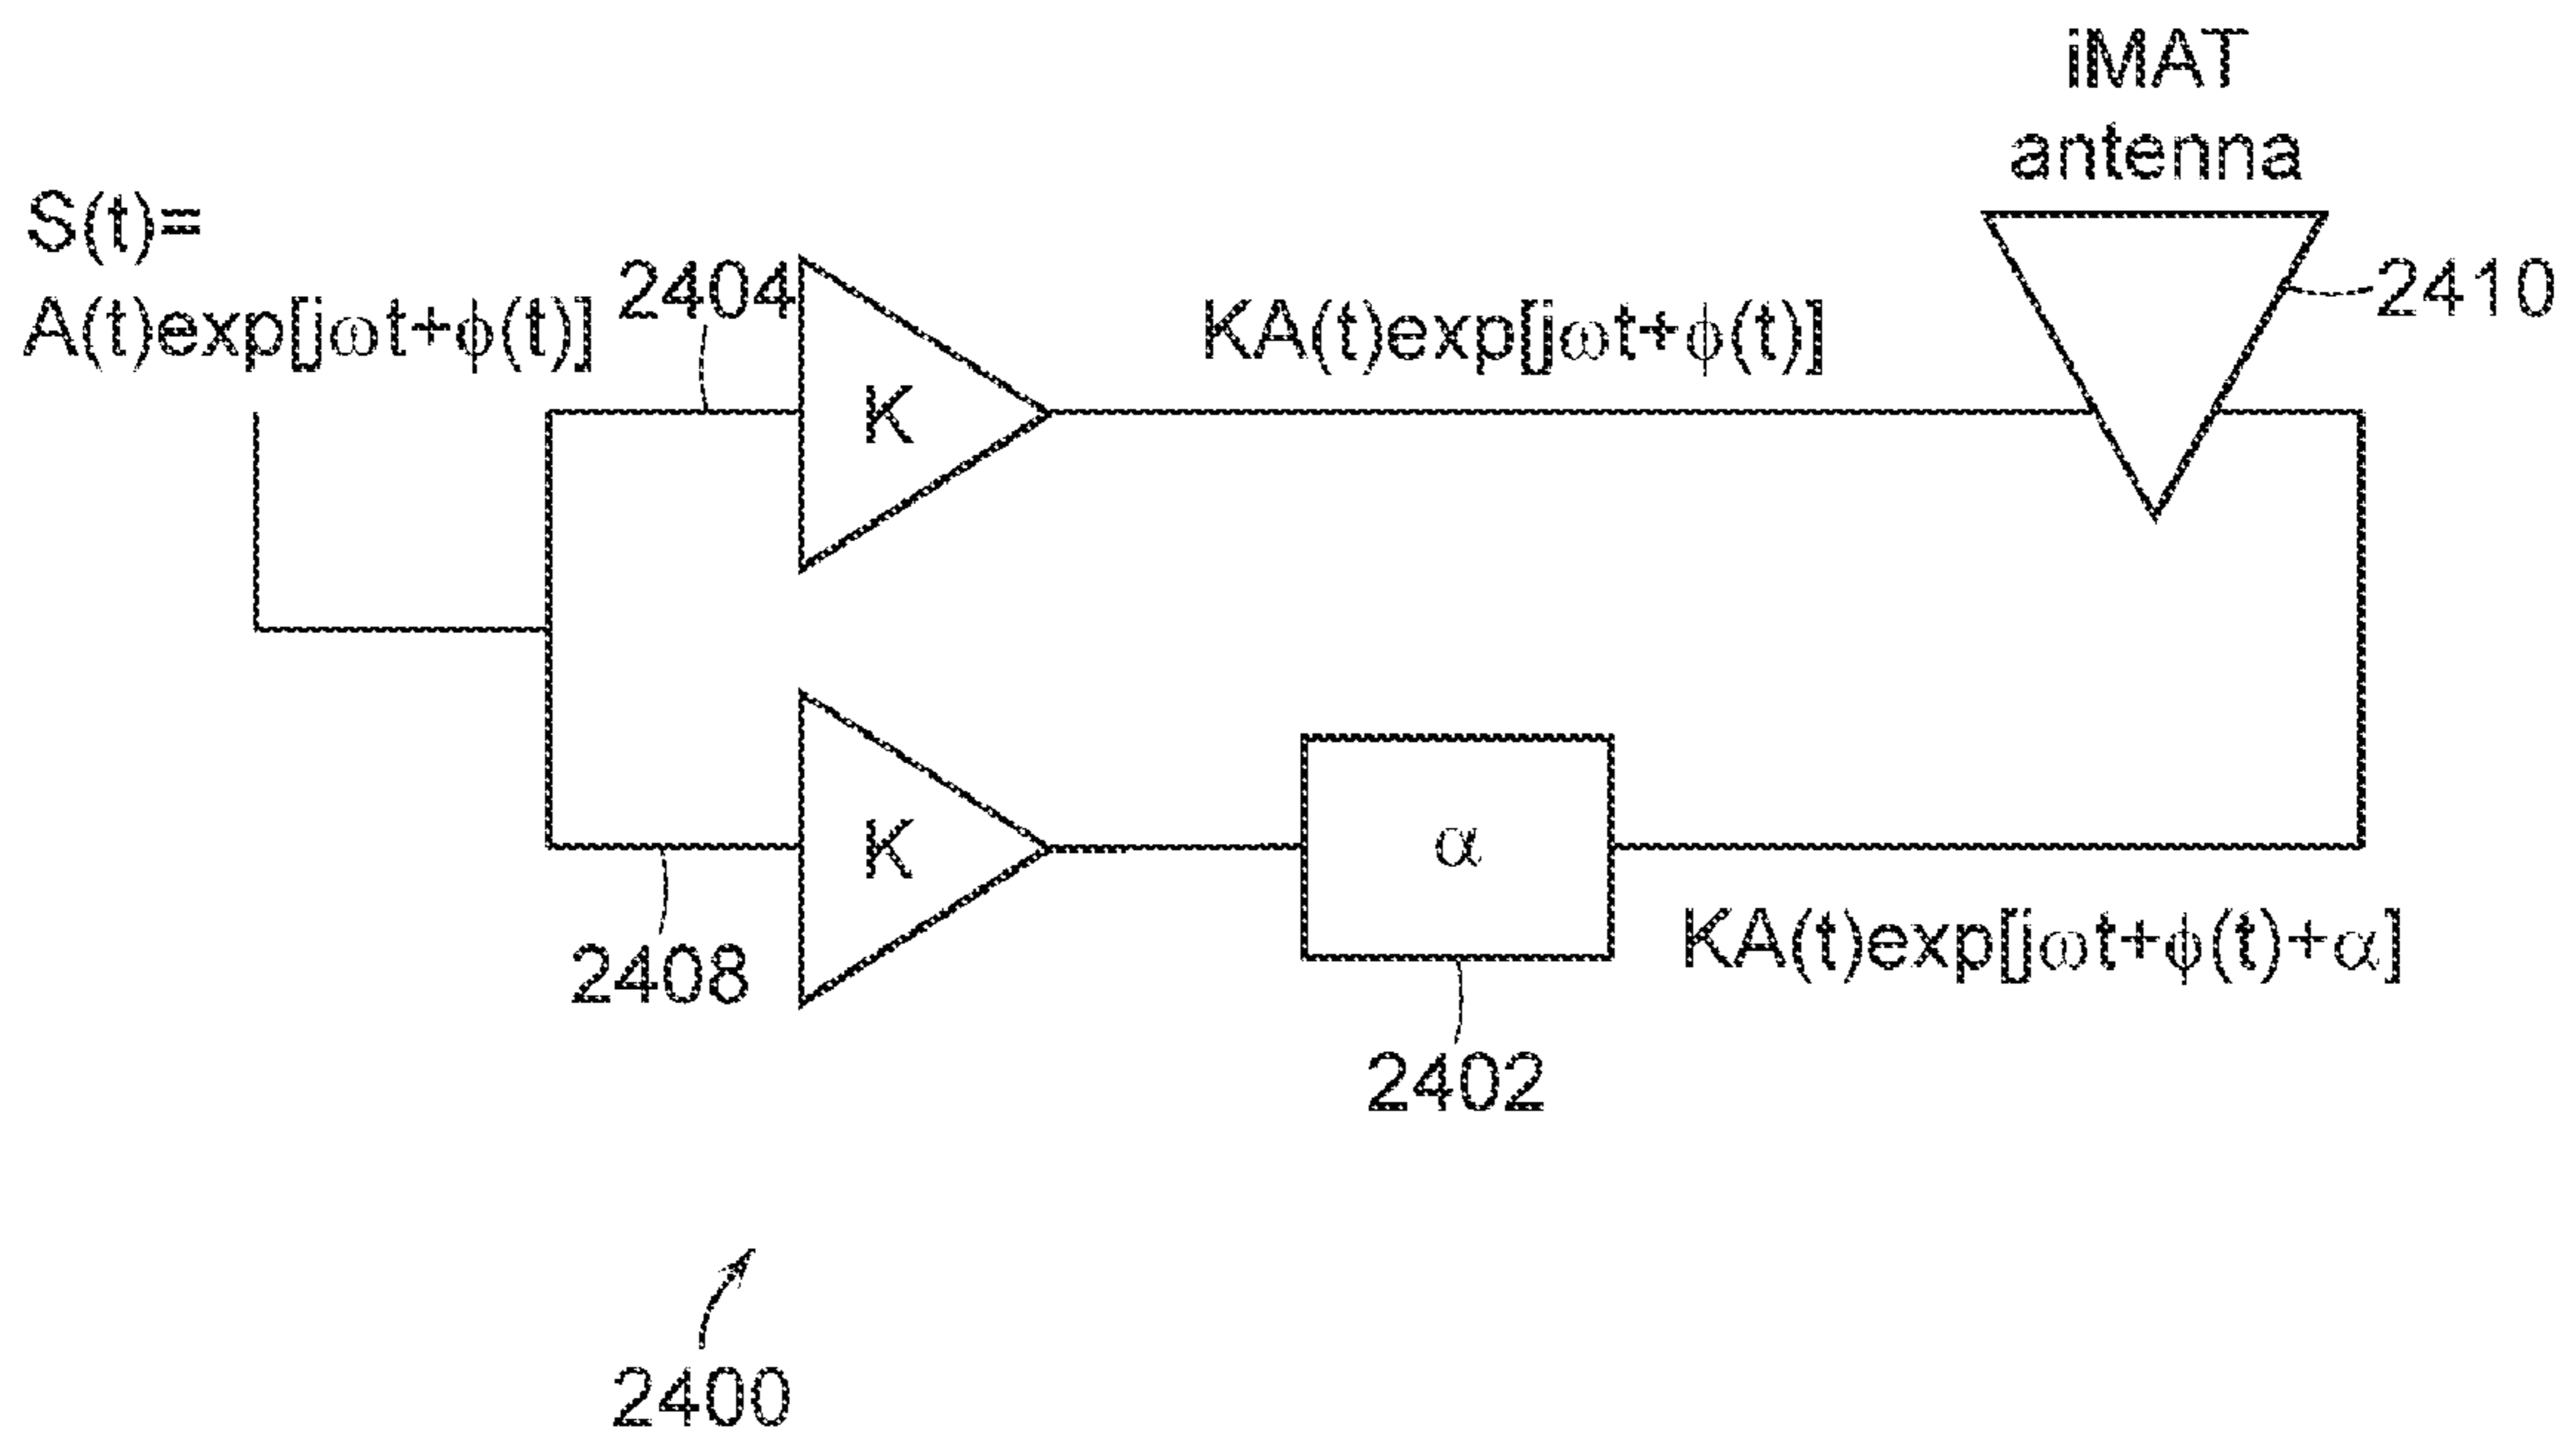 iMAT
antenna
S(t)=
A(t)exp[jωt+ϕ(t)]
2404
KA(t)exp[jωt+ϕ(t)]
2410
K
K
α
2408
KA(t)exp[jωt+ϕ(t)+α]
2402
2400